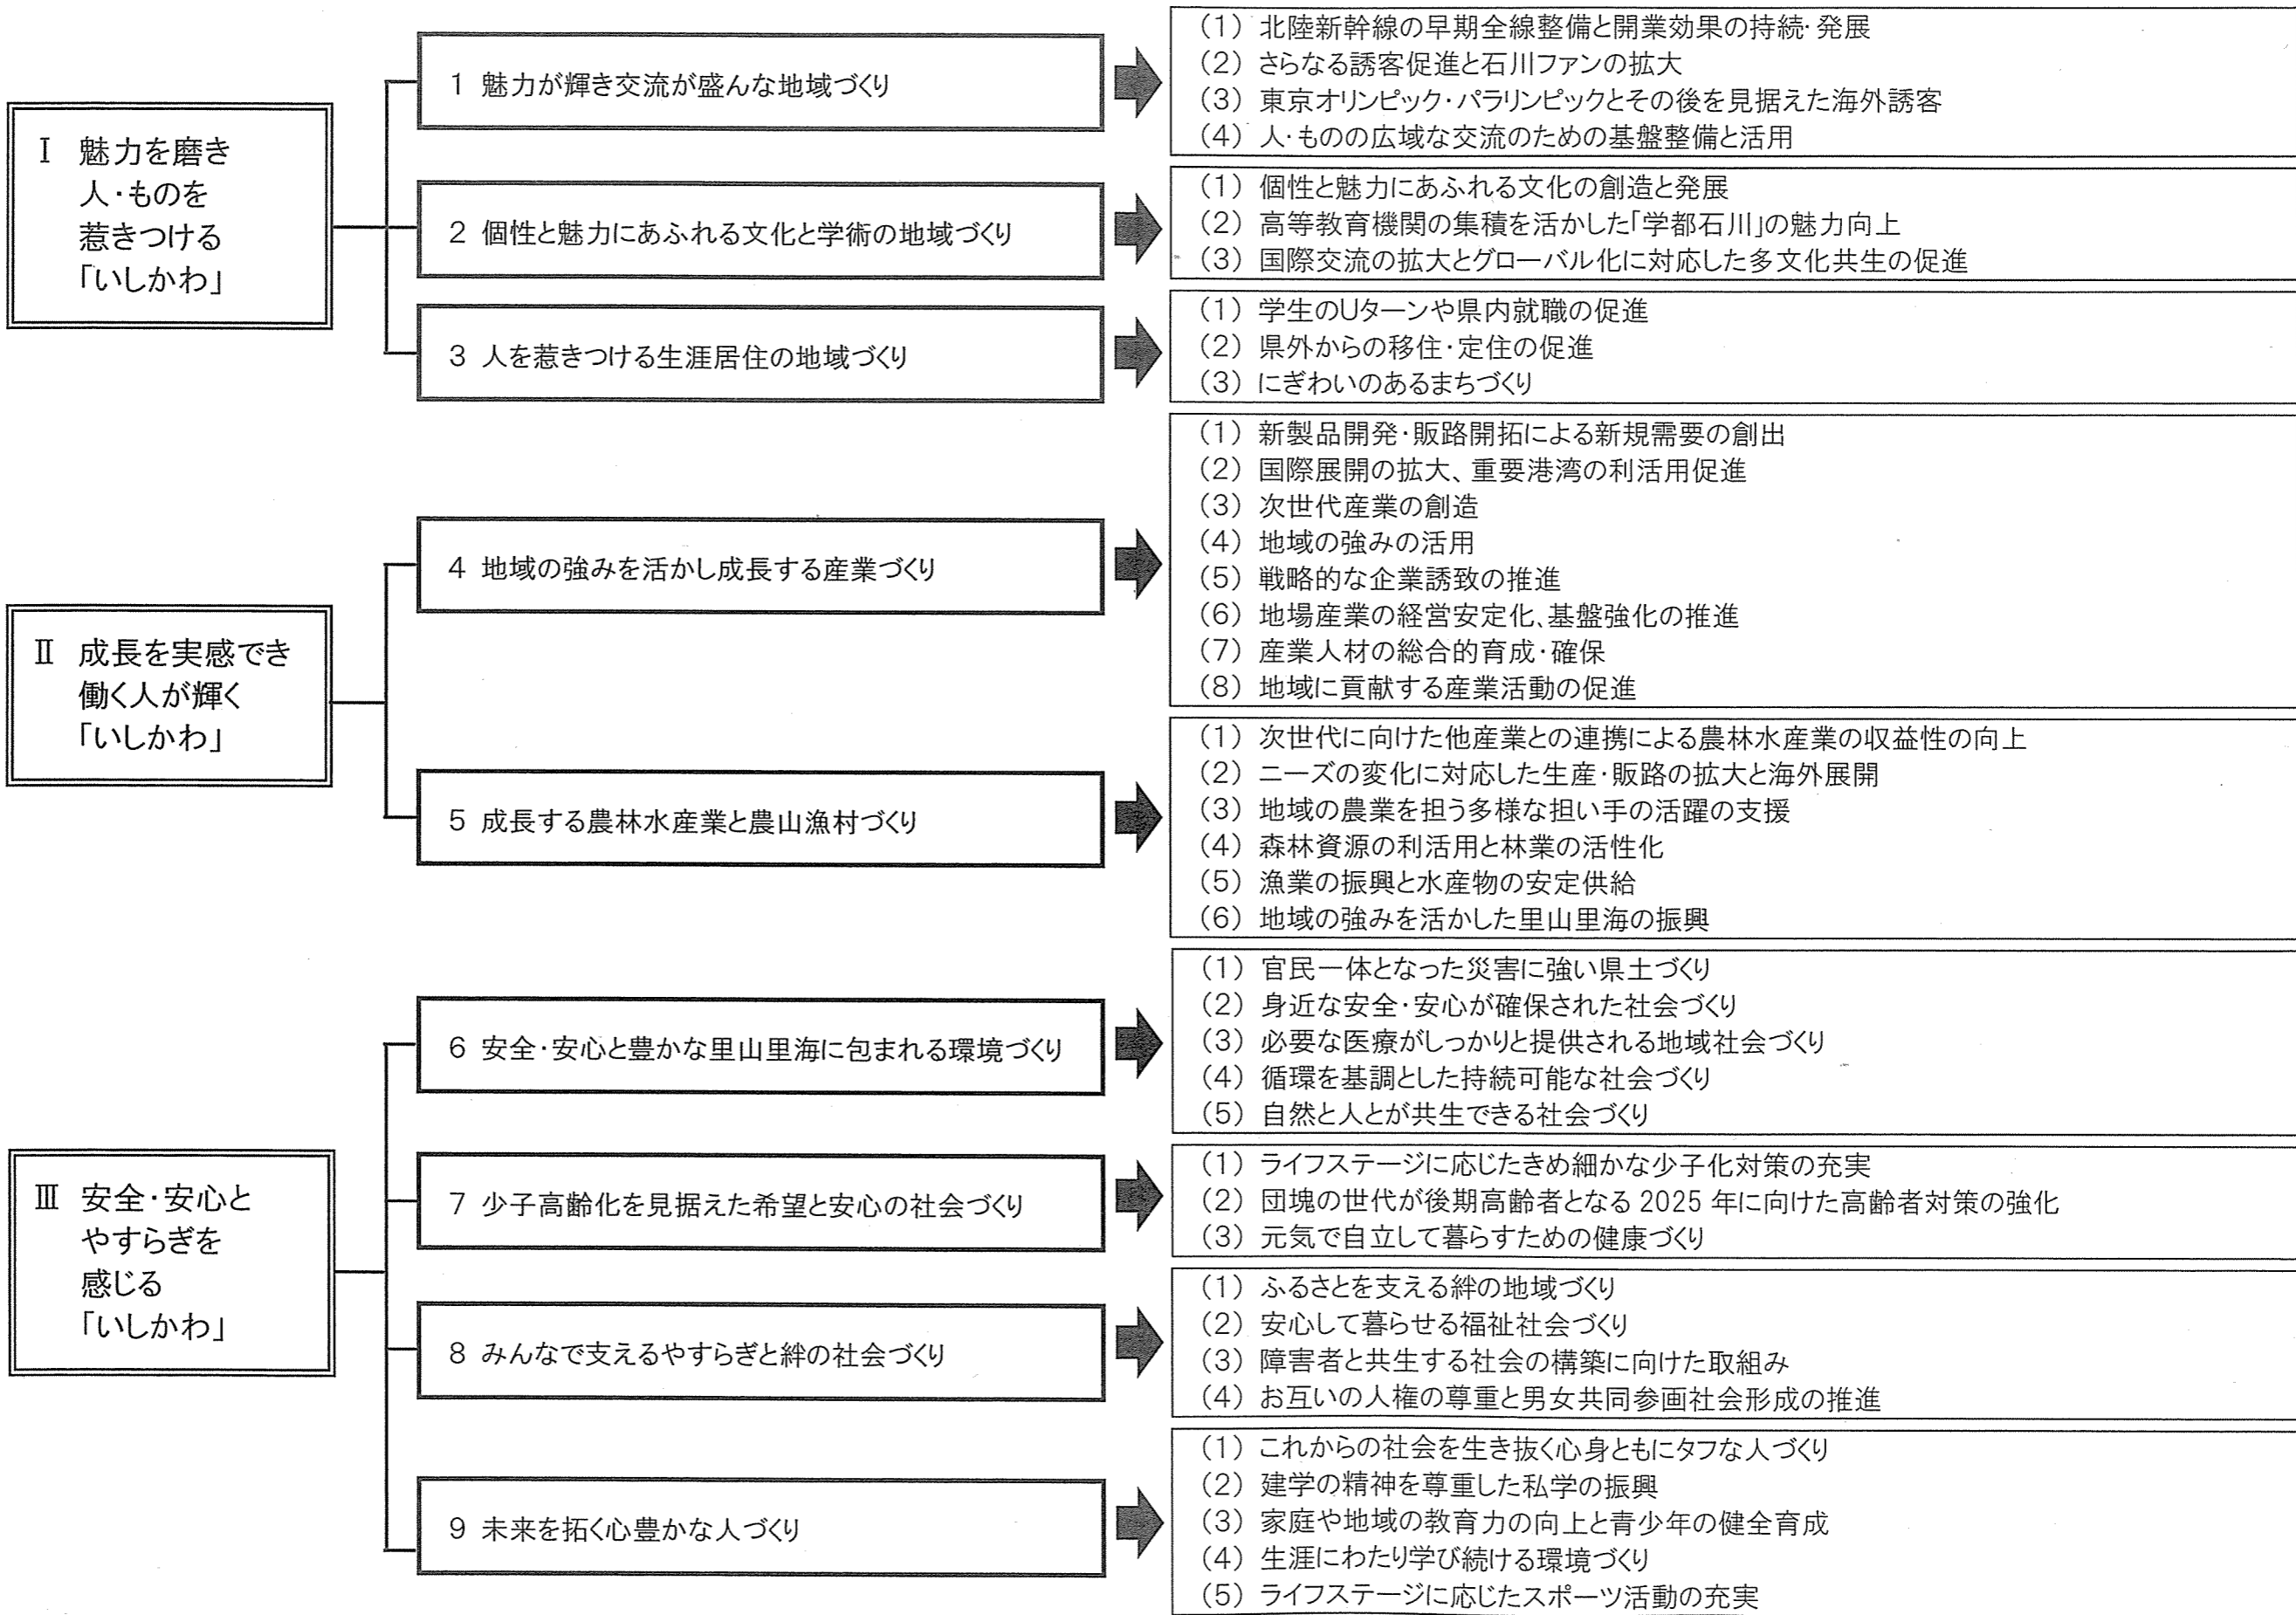 Ⅰ 魅力を磨き
人・ものを
惹きつける
「いしかわ」
1 魅力が輝き交流が盛んな地域づくり
(1) 北陸新幹線の早期全線整備と開業効果の持続・発展
(2) さらなる誘客促進と石川ファンの拡大
(3) 東京オリンピック・パラリンピックとその後を見据えた海外誘客
(4) 人・ものの広域な交流のための基盤整備と活用
2 個性と魅力にあふれる文化と学術の地域づくり
(1) 個性と魅力にあふれる文化の創造と発展
(2) 高等教育機関の集積を活かした「学都石川」の魅力向上
(3) 国際交流の拡大とグローバル化に対応した多文化共生の促進
3 人を惹きつける生涯居住の地域づくり
(1) 学生のUターンや県内就職の促進
(2) 県外からの移住・定住の促進
(3) にぎわいのあるまちづくり
Ⅱ 成長を実感でき
働く人が輝く
「いしかわ」
4 地域の強みを活かし成長する産業づくり
(1) 新製品開発・販路開拓による新規需要の創出
(2) 国際展開の拡大、重要港湾の利活用促進
(3) 次世代産業の創造
(4) 地域の強みの活用
(5) 戦略的な企業誘致の推進
(6) 地場産業の経営安定化、基盤強化の推進
(7) 産業人材の総合的育成・確保
(8) 地域に貢献する産業活動の促進
5 成長する農林水産業と農山漁村づくり
(1) 次世代に向けた他産業との連携による農林水産業の収益性の向上
(2) ニーズの変化に対応した生産・販路の拡大と海外展開
(3) 地域の農業を担う多様な担い手の活躍の支援
(4) 森林資源の利活用と林業の活性化
(5) 漁業の振興と水産物の安定供給
(6) 地域の強みを活かした里山里海の振興
Ⅲ 安全・安心と
やすらぎを
感じる
「いしかわ」
6 安全・安心と豊かな里山里海に包まれる環境づくり
(1) 官民一体となった災害に強い県土づくり
(2) 身近な安全・安心が確保された社会づくり
(3) 必要な医療がしっかりと提供される地域社会づくり
(4) 循環を基調とした持続可能な社会づくり
(5) 自然と人とが共生できる社会づくり
7 少子高齢化を見据えた希望と安心の社会づくり
(1) ライフステージに応じたきめ細かな少子化対策の充実
(2) 団塊の世代が後期高齢者となる 2025 年に向けた高齢者対策の強化
(3) 元気で自立して暮らすための健康づくり
8 みんなで支えるやすらぎと絆の社会づくり
(1) ふるさとを支える絆の地域づくり
(2) 安心して暮らせる福祉社会づくり
(3) 障害者と共生する社会の構築に向けた取組み
(4) お互いの人権の尊重と男女共同参画社会形成の推進
9 未来を拓く心豊かな人づくり
(1) これからの社会を生き抜く心身ともにタフな人づくり
(2) 建学の精神を尊重した私学の振興
(3) 家庭や地域の教育力の向上と青少年の健全育成
(4) 生涯にわたり学び続ける環境づくり
(5) ライフステージに応じたスポーツ活動の充実